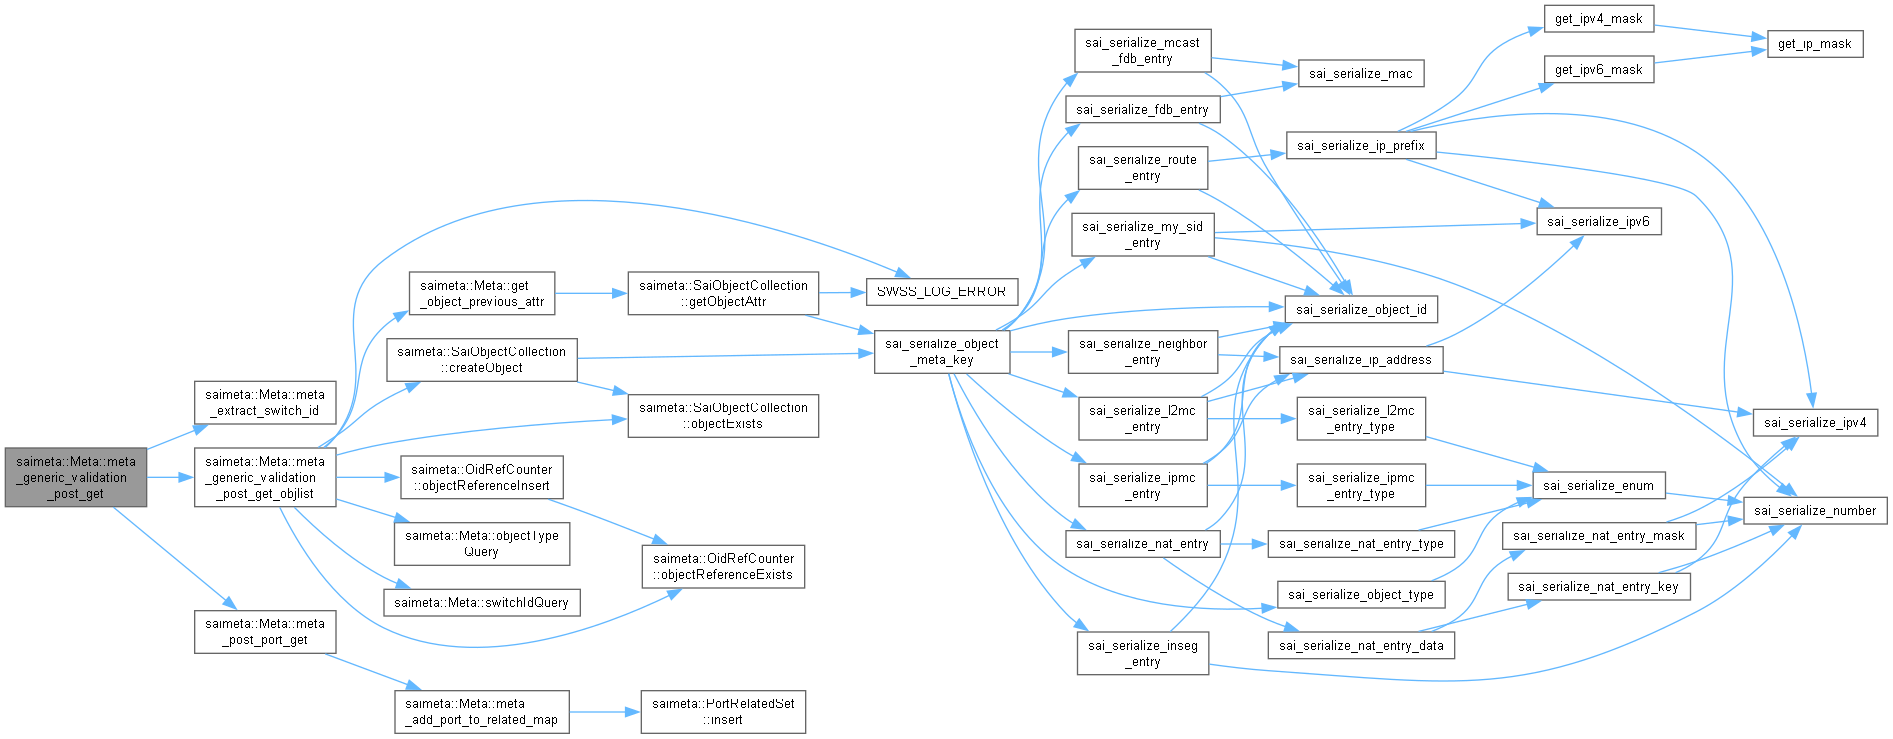 saimeta::Meta::meta
_generic_validation
_post_get
saimeta::Meta::meta
_extract_switch_id
saimeta::Meta::meta
_generic_validation
_post_get_objlist
saimeta::Meta::meta
_post_port_get
saimeta::Meta::get
_object_previous_attr
saimeta::SaiObjectCollection
::createObject
saimeta::OidRefCounter
::objectReferenceInsert
saimeta::Meta::objectType
Query
saimeta::Meta::switchIdQuery
saimeta::Meta::meta
_add_port_to_related_map
saimeta::SaiObjectCollection
::getObjectAttr
saimeta::SaiObjectCollection
::objectExists
saimeta::OidRefCounter
::objectReferenceExists
saimeta::PortRelatedSet
::insert
SWSS_LOG_ERROR
sai_serialize_object
_meta_key
sai_serialize_mcast
_fdb_entry
sai_serialize_fdb_entry
sai_serialize_route
_entry
sai_serialize_my_sid
_entry
sai_serialize_neighbor
_entry
sai_serialize_l2mc
_entry
sai_serialize_ipmc
_entry
sai_serialize_nat_entry
sai_serialize_inseg
_entry
sai_serialize_mac
sai_serialize_ip_prefix
sai_serialize_object_id
sai_serialize_ip_address
sai_serialize_l2mc
_entry_type
sai_serialize_ipmc
_entry_type
sai_serialize_nat_entry_type
sai_serialize_object_type
sai_serialize_nat_entry_data
get_ipv4_mask
get_ipv6_mask
sai_serialize_ipv6
sai_serialize_enum
sai_serialize_nat_entry_mask
sai_serialize_nat_entry_key
get_ip_mask
sai_serialize_ipv4
sai_serialize_number